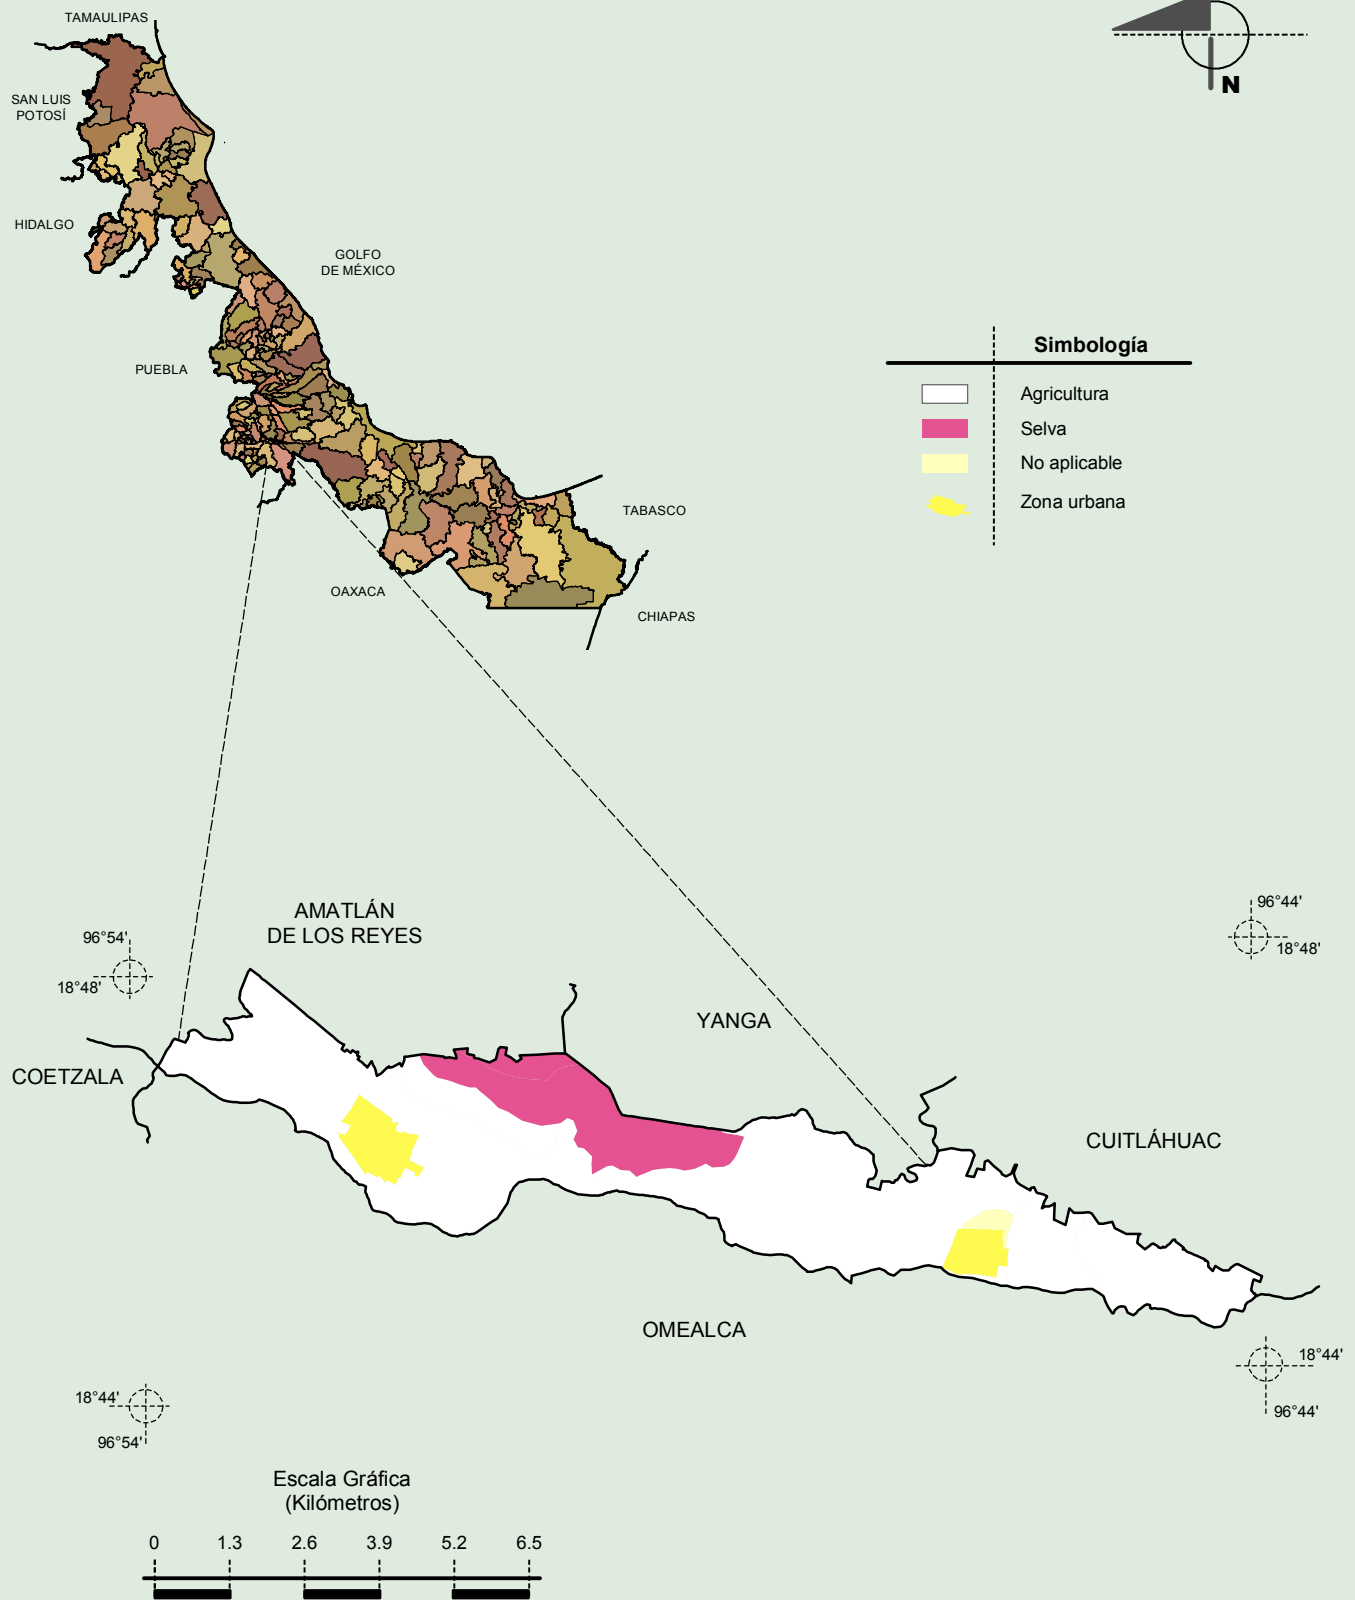 TAMAULIPAS
SAN LUIS
POTOSÍ
HIDALGO
GOLFO
DE MÉXICO
PUEBLA
TABASCO
OAXACA
CHIAPAS
N
Simbología
Agricultura
Selva
No aplicable
Zona urbana
AMATLÁN
DE LOS REYES
96°54'
18°48'
96°44'
18°48'
YANGA
COETZALA
CUITLÁHUAC
OMEALCA
18°44'
96°54'
18°44'
96°44'
Escala Gráfica
(Kilómetros)
0 1.3 2.6 3.9 5.2 6.5